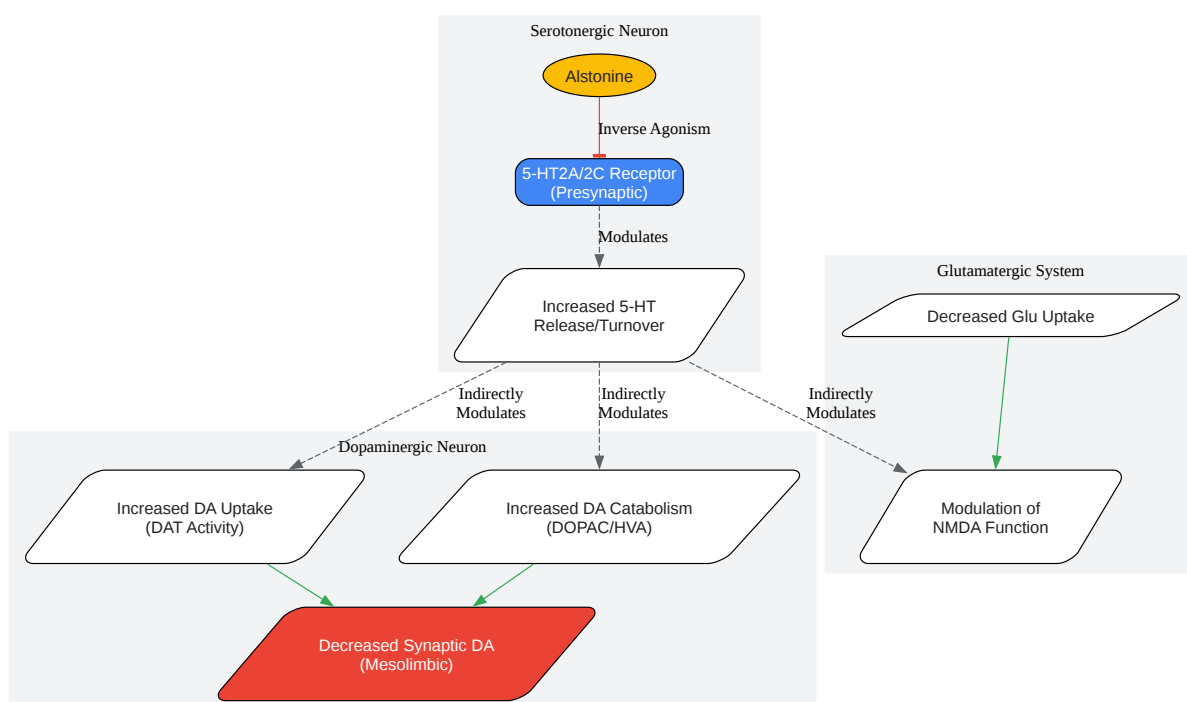 Serotonergic Neuron
Alstonine
Inverse Agonism
5-HT2A/2C Receptor
(Presynaptic)
Modulates
Increased 5-HT
Release/Turnover
Glutamatergic System
Decreased Glu Uptake
Indirectly
Modulates
Indirectly
Modulates
Indirectly
Modulates
Dopaminergic Neuron
Increased DA Uptake
(DAT Activity)
Increased DA Catabolism
(DOPAC/HVA)
Modulation of
NMDA Function
Decreased Synaptic DA
(Mesolimbic)